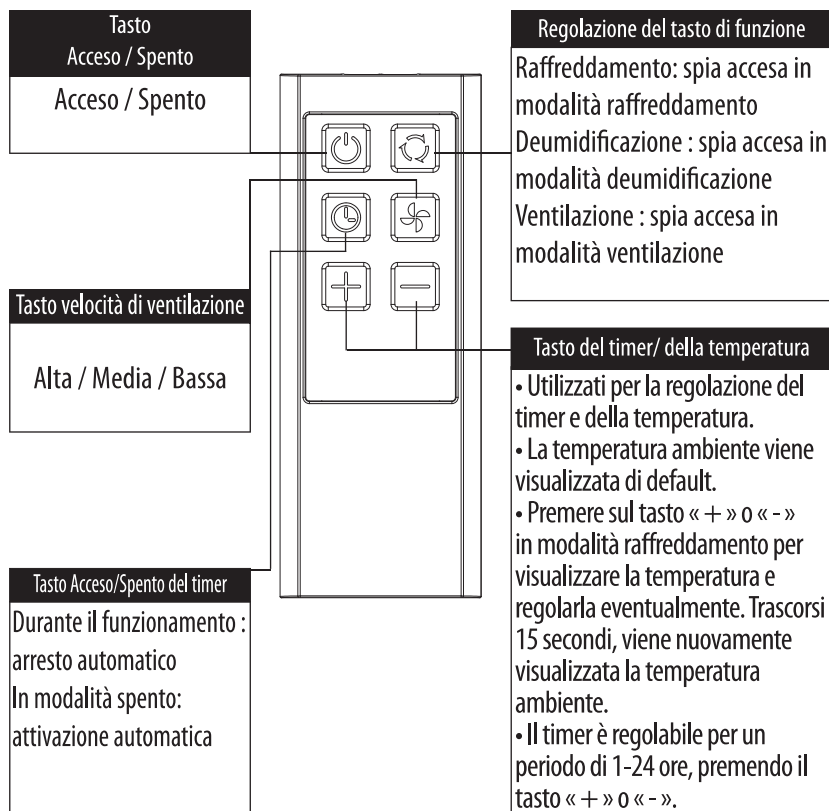 Tasto
Acceso / Spento
Acceso / Spento
Tasto velocità di ventilazione
Alta / Media / Bassa
Tasto Acceso/Spento del timer
Durante il funzionamento :
arresto automatico
In modalità spento:
attivazione automatica
Regolazione del tasto di funzione
Raffreddamento: spia accesa in
modalità raffreddamento
Deumidificazione : spia accesa in
modalità deumidificazione
Ventilazione : spia accesa in
modalità ventilazione
Tasto del timer/ della temperatura
• Utilizzati per la regolazione del
timer e della temperatura.
• La temperatura ambiente viene
visualizzata di default.
• Premere sul tasto « + » o « - »
in modalità raffreddamento per
visualizzare la temperatura e
regolarla eventualmente. Trascorsi
15 secondi, viene nuovamente
visualizzata la temperatura
ambiente.
• Il timer è regolabile per un
periodo di 1-24 ore, premendo il
tasto « + » o « - ».